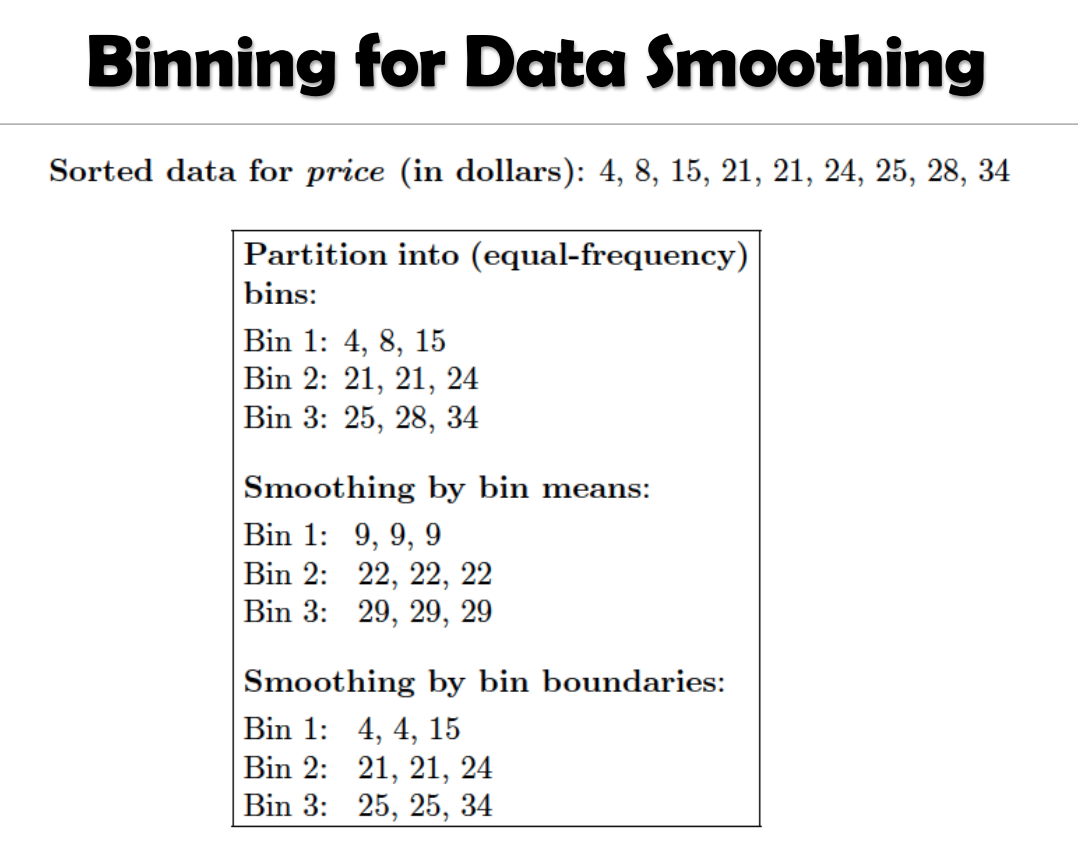 Binning for Data Smoothing
Sorted data for price (in dollars): 4, 8, 15, 21, 21, 24, 25, 28, 34
Partition into (equal-frequency)
bins:
Bin 1: 4, 8, 15
Bin 2: 21, 21, 24
Bin 3: 25, 28, 34
Smoothing by bin means:
Bin 1: 9, 9, 9
Bin 2: 22, 22, 22
Bin 3: 29, 29, 29
Smoothing by bin boundaries:
Bin 1: 4, 4, 15
Bin 2: 21, 21, 24
Bin 3: 25, 25, 34